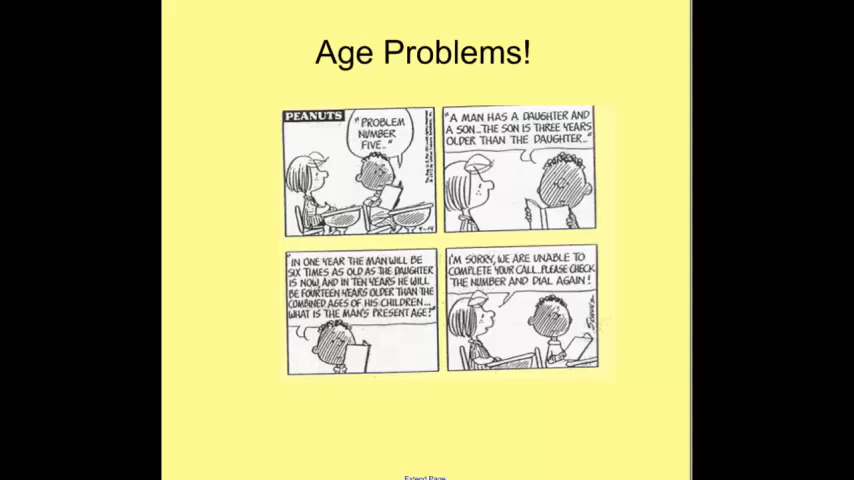 Age Problems!
PEANUTS
"PROBLEM
NUMBER
FIVE.."
"A MAN HAS A DAUGHTER AND
A SON...THE SON IS THREE YEARS
OLDER THAN THE DAUGHTER..."
"IN ONE YEAR THE MAN WILL BE
SIX TIMES AS OLD AS THE DAUGHTER
IS NOW, AND IN TEN YEARS HE WILL
BE FOURTEEN YEARS OLDER THAN THE
COMBINED AGES OF HIS CHILDREN...
WHAT IS THE MAN'S PRESENT AGE?"
I'M SORRY, WE ARE UNABLE TO
COMPLETE YOUR CALL..PLEASE CHECK
THE NUMBER AND DIAL AGAIN!
9-14
SCHULZ
Extend Page